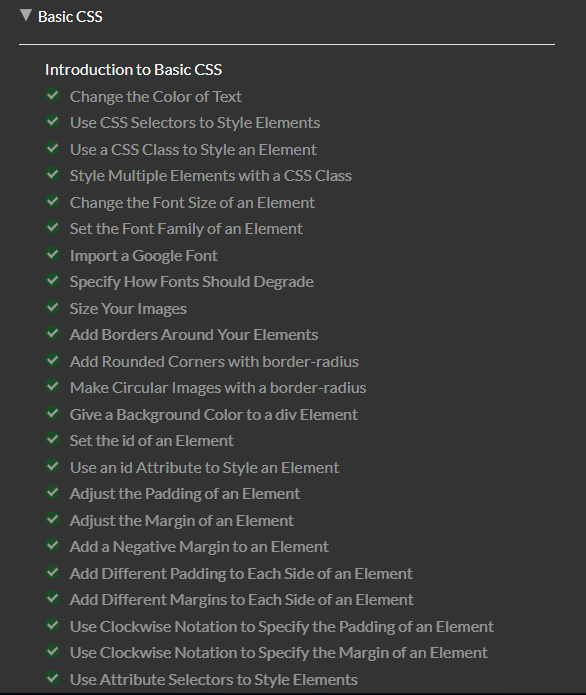 Basic CSS
Introduction to Basic CSS
Change the Color of Text
Use CSS Selectors to Style Elements
Use a CSS Class to Style an Element
Style Multiple Elements with a CSS Class
Change the Font Size of an Element
Set the Font Family of an Element
Import a Google Font
Specify How Fonts Should Degrade
Size Your Images
Add Borders Around Your Elements
Add Rounded Corners with border-radius
Make Circular Images with a border-radius
Give a Background Color to a div Element
Set the id of an Element
Use an id Attribute to Style an Element
Adjust the Padding of an Element
Adjust the Margin of an Element
Add a Negative Margin to an Element
Add Different Padding to Each Side of an Element
Add Different Margins to Each Side of an Element
Use Clockwise Notation to Specify the Padding of an Element
Use Clockwise Notation to Specify the Margin of an Element
Use Attribute Selectors to Style Elements